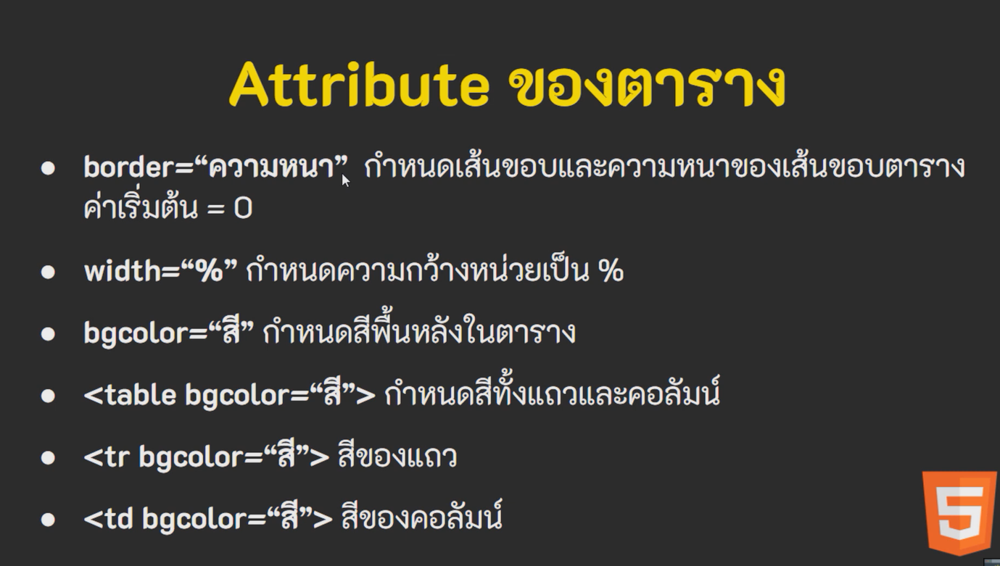 Attribute ของตาราง
● border=“ความหนา” กำหนดเส้นขอบและความหนาของเส้นขอบตาราง
ค่าเริ่มต้น = 0
● width=“%” กำหนดความกว้างหน่วยเป็น %
● bgcolor=“สี” กำหนดสีพื้นหลังในตาราง
● <table bgcolor=“สี”> กำหนดสีทั้งแถวและคอลัมน์
● <tr bgcolor=“สี”> สีของแถว
● <td bgcolor=“สี”> สีของคอลัมน์
5